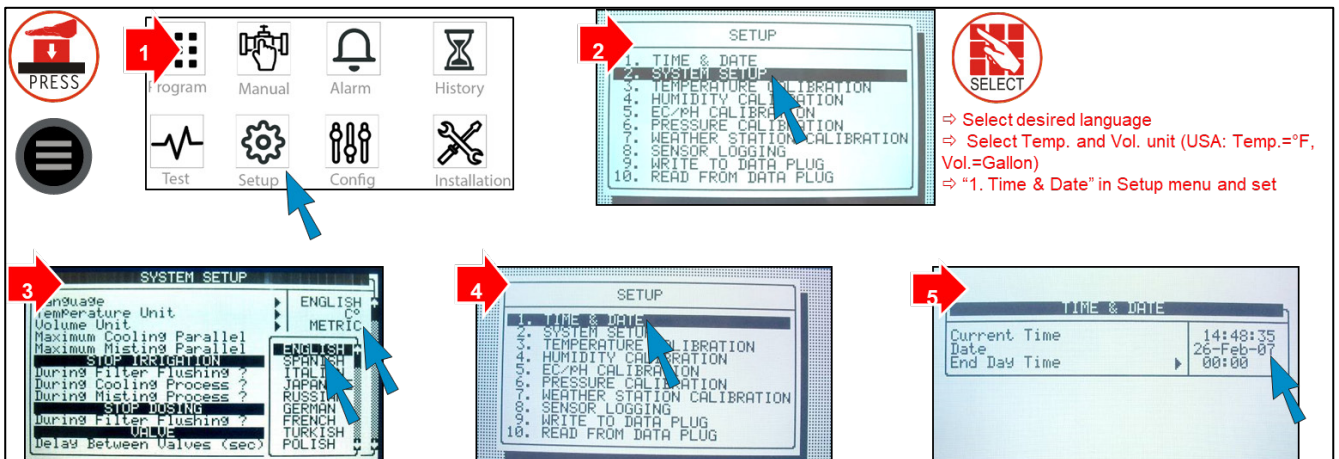 PRESS
1
Program
Manual
Alarm
History
Test
Setup
Config
Installation
2
SETUP
1. TIME & DATE
2. SYSTEM SETUP
3. TEMPERATURE CALIBRATION
4. HUMIDITY CALIBRATION
5. EC/PH CALIBRATION
6. PRESSURE CALIBRATION
7. WEATHER STATION CALIBRATION
8. SENSOR LOGGING
9. WRITE TO DATA PLUG
10. READ FROM DATA PLUG
SELECT
⇨ Select desired language
⇨ Select Temp. and Vol. unit (USA: Temp.=°F,
Vol.=Gallon)
⇨ “1. Time & Date” in Setup menu and set
3
SYSTEM SETUP
Language ENGLISH
Temperature Unit C°
Volume Unit METRIC
Maximum Cooling Parallel
Maximum Misting Parallel
STOP IRRIGATION
During Filter Flushing ?
During Cooling Process ?
During Misting Process ?
STOP DOSING
During Filter Flushing ?
VALVE
Delay Between Valves (sec)
ENGLISH
SPANISH
ITALIAN
JAPAN
RUSSIAN
GERMAN
FRENCH
TURKISH
POLISH
4
SETUP
1. TIME & DATE
2. SYSTEM SETUP
3. TEMPERATURE CALIBRATION
4. HUMIDITY CALIBRATION
5. EC/PH CALIBRATION
6. PRESSURE CALIBRATION
7. WEATHER STATION CALIBRATION
8. SENSOR LOGGING
9. WRITE TO DATA PLUG
10. READ FROM DATA PLUG
5
TIME & DATE
Current Time 14:48:35
Date 26-Feb-07
End Day Time 00:00